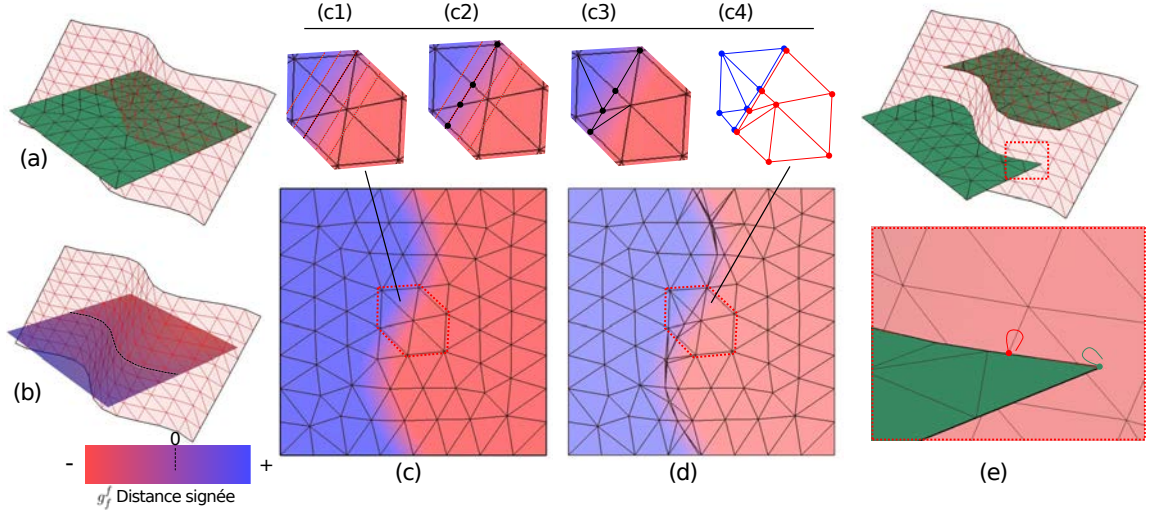 (c1) (c2) (c3) (c4)
(a)
(b)
0
- +
g_f^f Distance signée
(c) (d) (e)